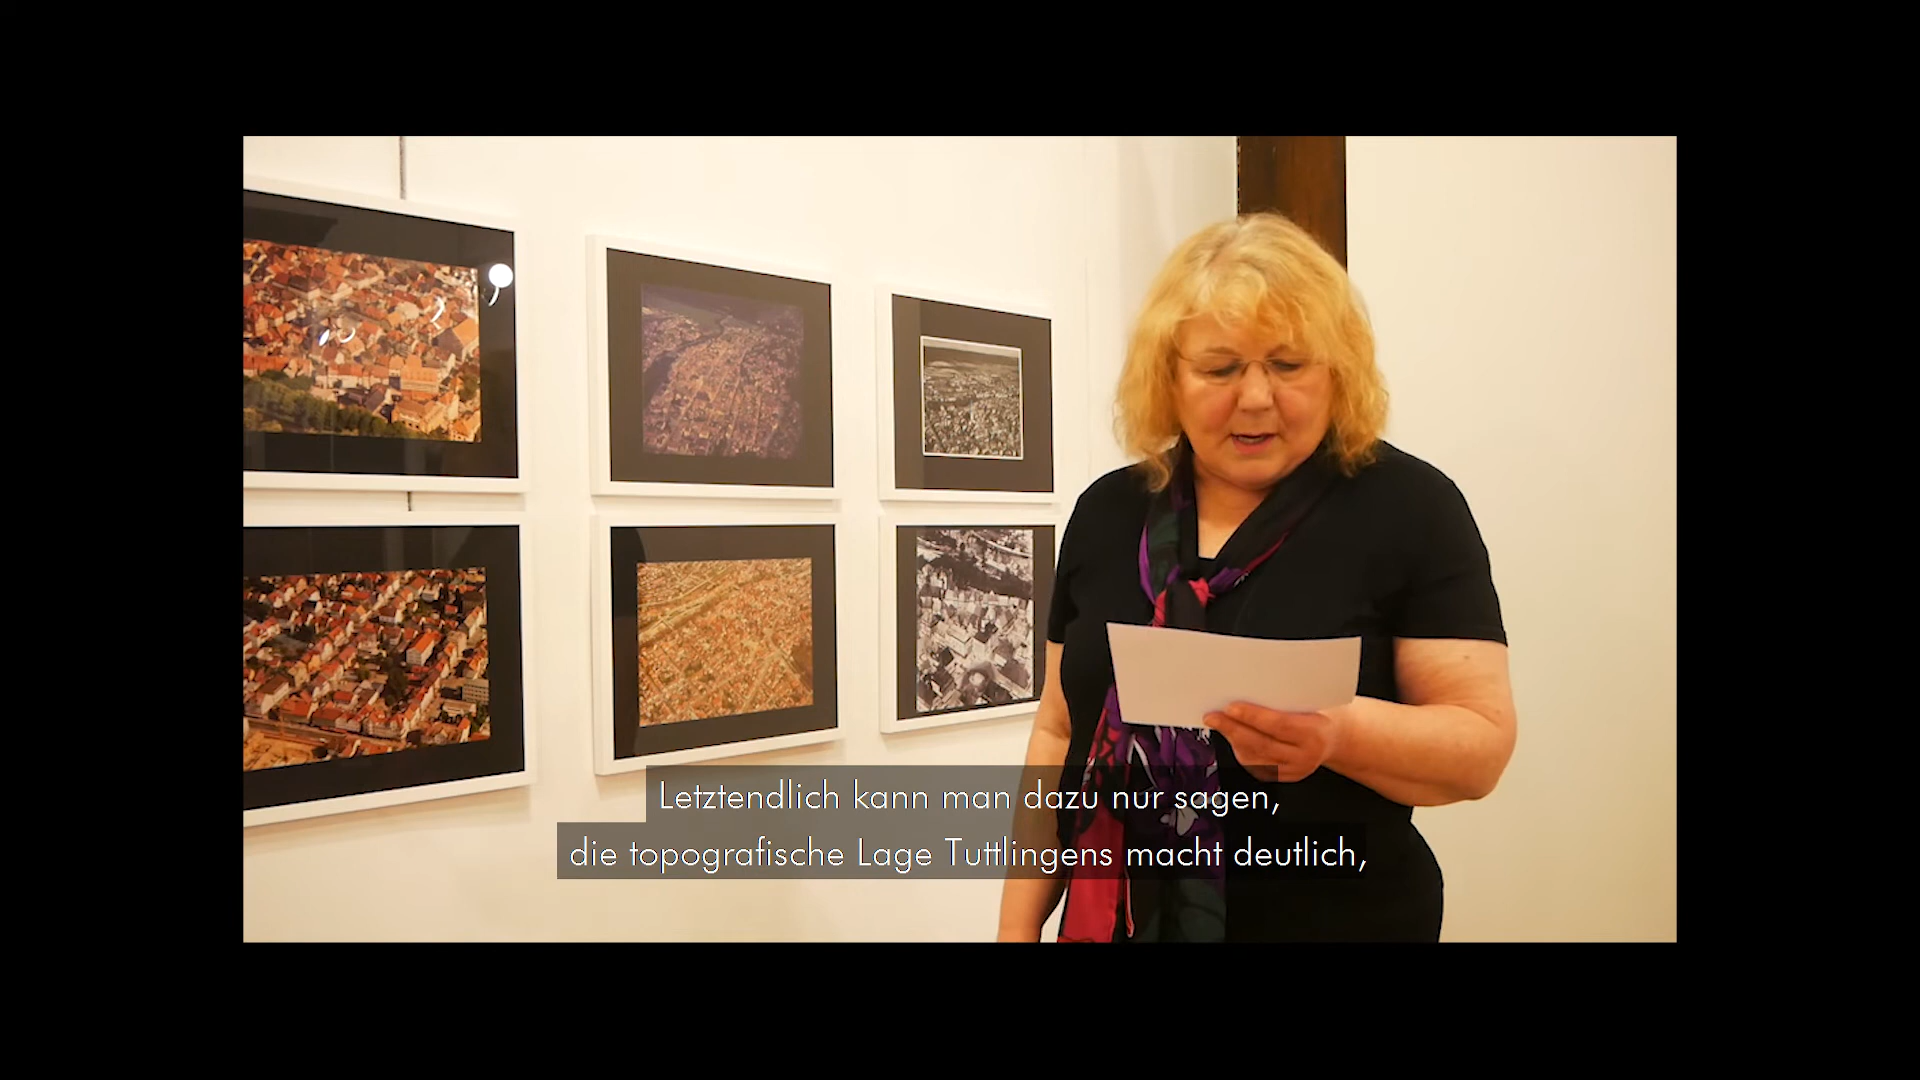 Letztendlich kann man dazu nur sagen,
die topografische Lage Tuttlingens macht deutlich,